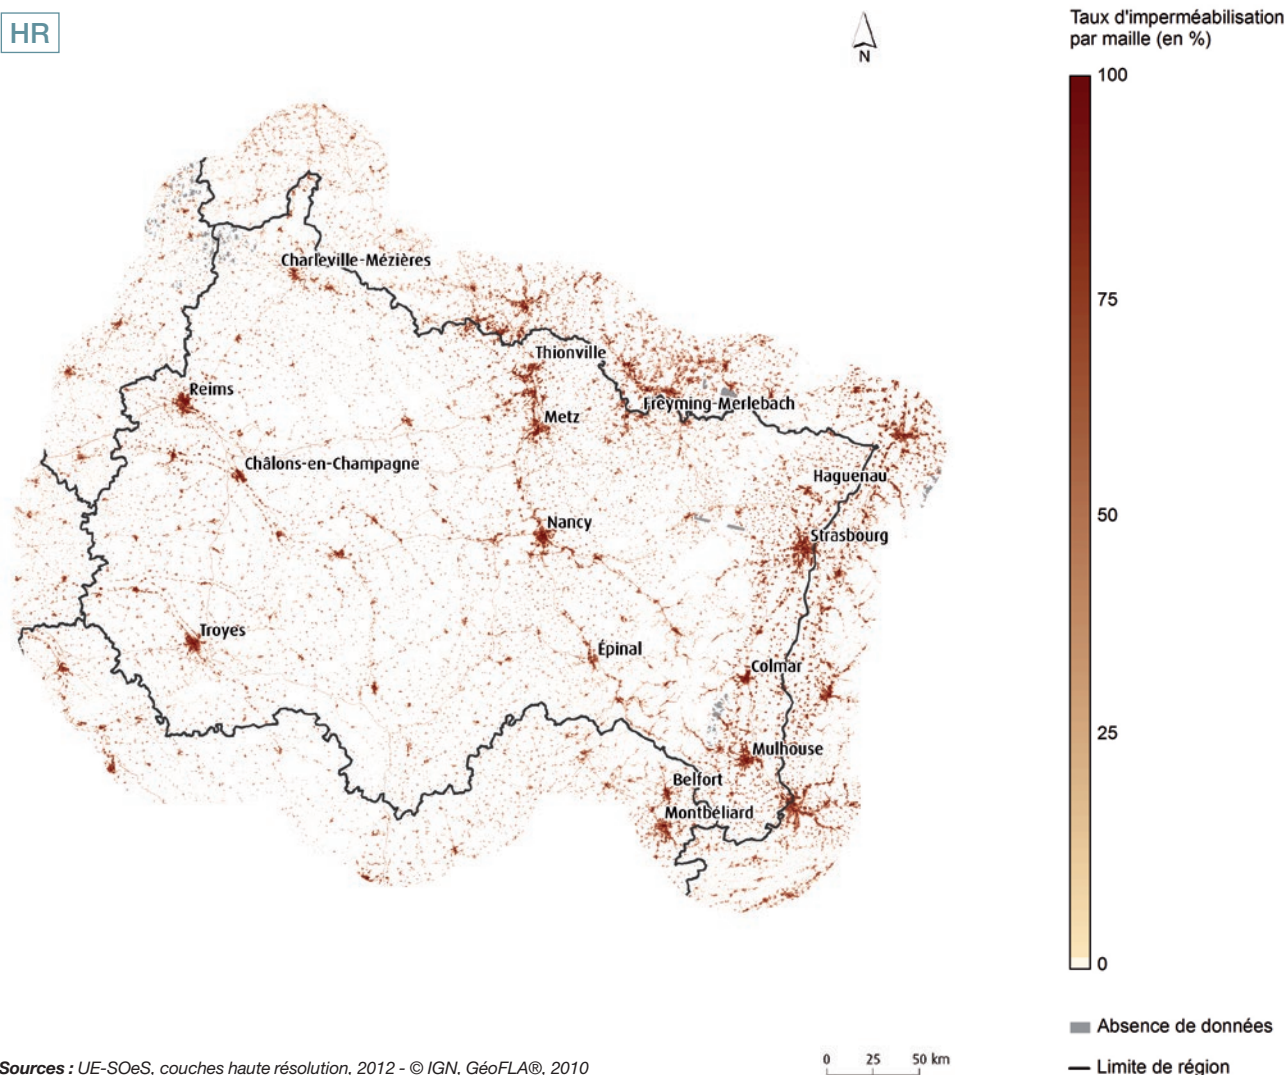 HR
N
Taux d'imperméabilisation
par maille (en %)
100
75
50
25
0
Charleville-Mézières
Thionville
Reims
Freyming-Merlebach
Metz
Châlons-en-Champagne
Haguenau
Nancy
Strasbourg
Troyes
Épinal
Colmar
Mulhouse
Belfort
Montbéliard
Absence de données
Limite de région
0 25 50 km
Sources : UE-SOeS, couches haute résolution, 2012 - © IGN, GéoFLA®, 2010